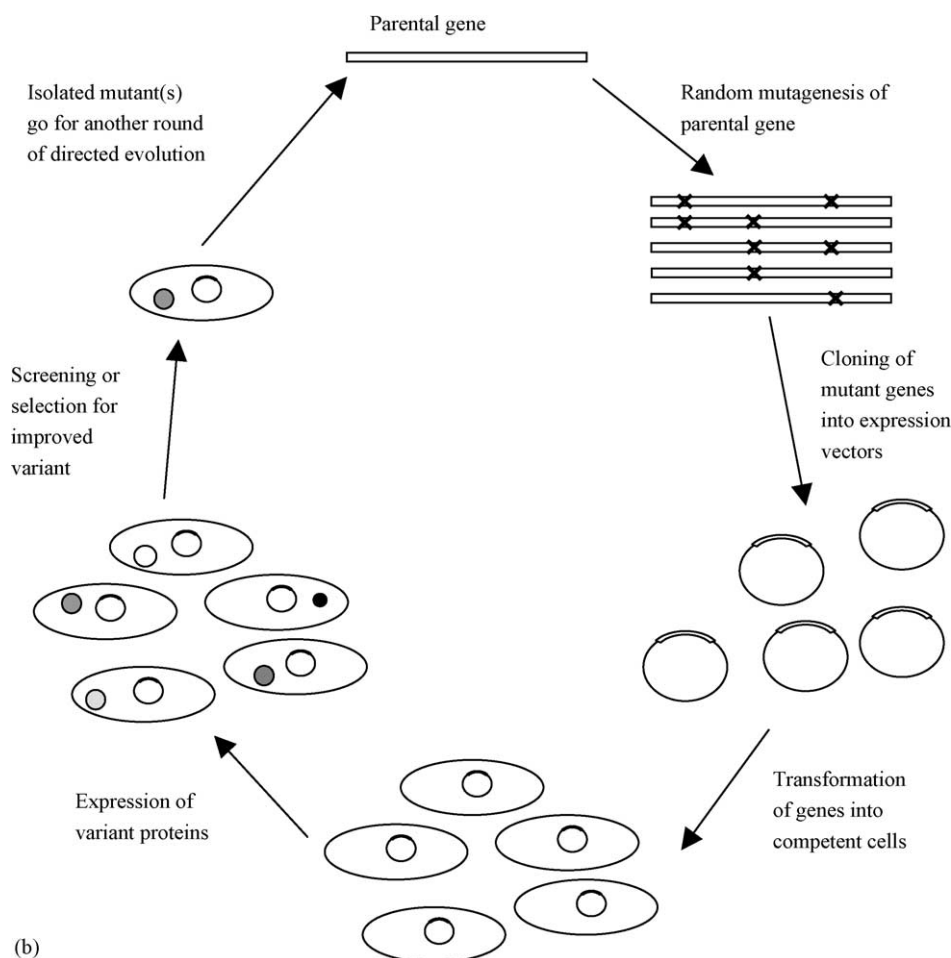 Parental gene
Isolated mutant(s)
go for another round
of directed evolution
Random mutagenesis of
parental gene
Cloning of
mutant genes
into expression
vectors
Screening or
selection for
improved
variant
Transformation
of genes into
competent cells
Expression of
variant proteins
(b)